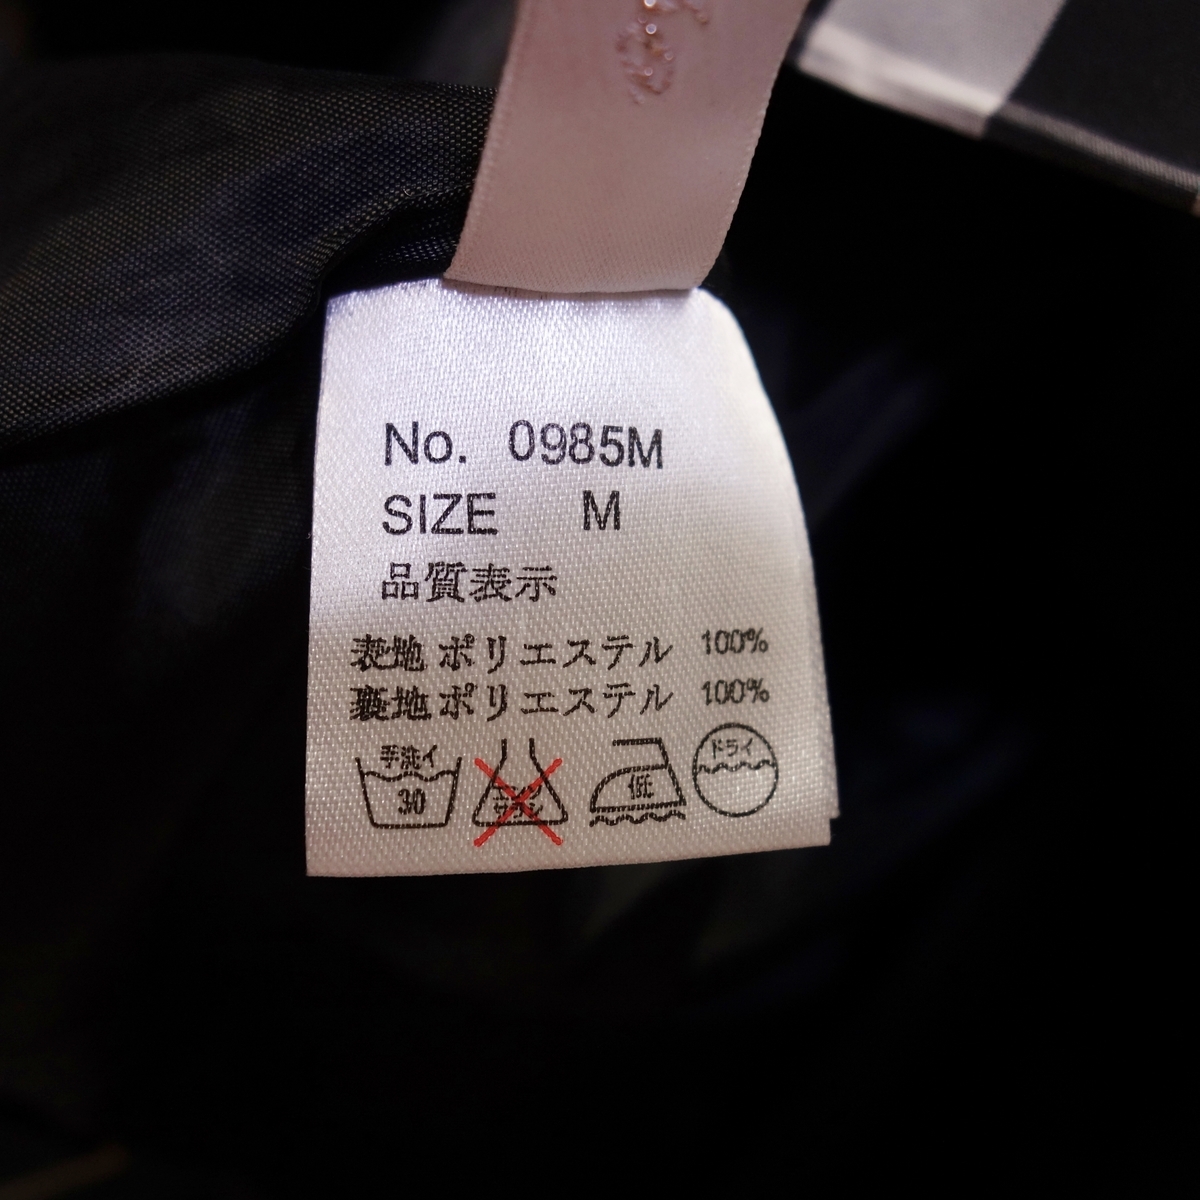 No. 0985M
SIZE M
品質表示
表地 ポリエステル 100%
裏地 ポリエステル 100%
手洗イ
30
低
ドライ